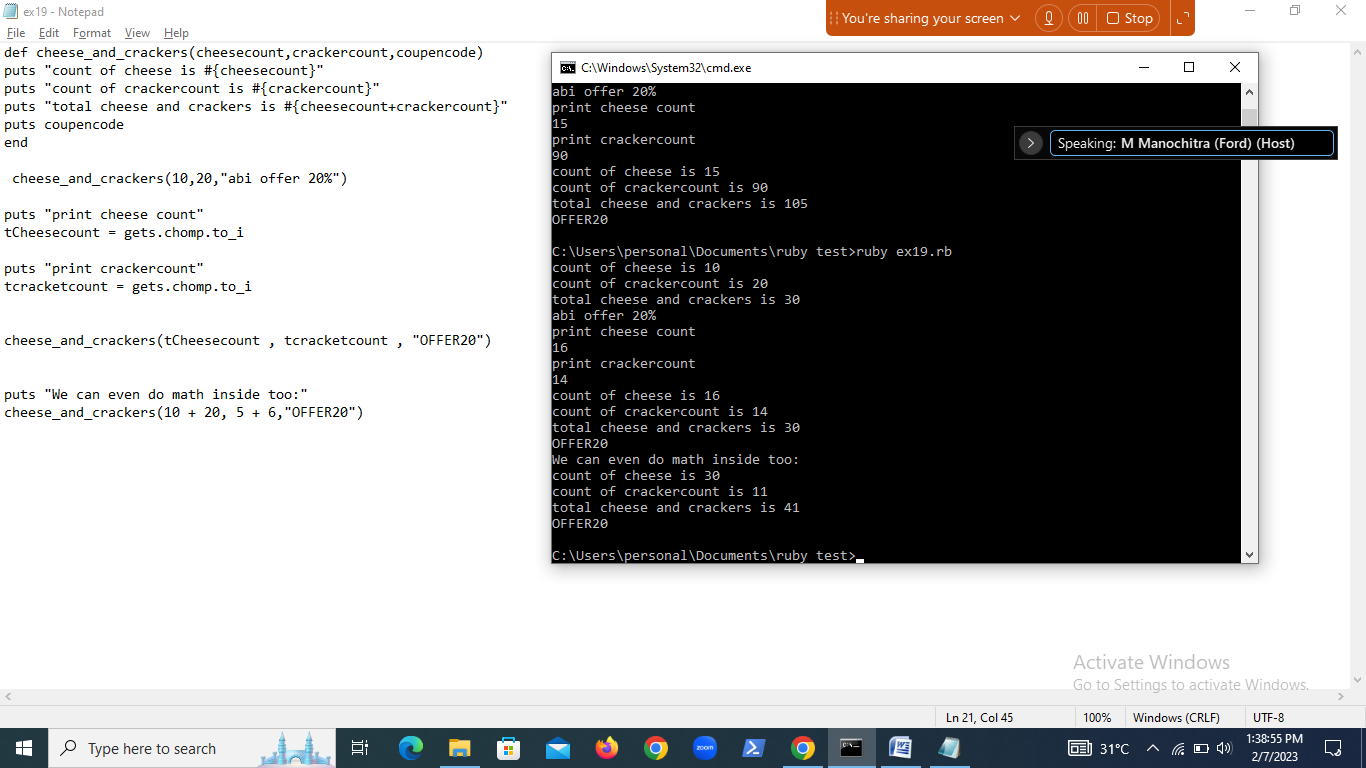 ex19 - Notepad
You're sharing your screen
Stop
File Edit Format View Help
def cheese_and_crackers(cheesecount,crackercount,coupencode)
puts "count of cheese is #{cheesecount}"
puts "count of crackercount is #{crackercount}"
puts "total cheese and crackers is #{cheesecount+crackercount}"
puts coupencode
end
cheese_and_crackers(10,20,"abi offer 20%")
puts "print cheese count"
tCheesecount = gets.chomp.to_i
puts "print crackercount"
tcracketcount = gets.chomp.to_i
cheese_and_crackers(tCheesecount , tcracketcount , "OFFER20")
puts "We can even do math inside too:"
cheese_and_crackers(10 + 20, 5 + 6,"OFFER20")
C:\Windows\System32\cmd.exe
abi offer 20%
print cheese count
15
print crackercount
90
count of cheese is 15
count of crackercount is 90
total cheese and crackers is 105
OFFER20
C:\Users\personal\Documents\ruby test>ruby ex19.rb
count of cheese is 10
count of crackercount is 20
total cheese and crackers is 30
abi offer 20%
print cheese count
16
print crackercount
14
count of cheese is 16
count of crackercount is 14
total cheese and crackers is 30
OFFER20
We can even do math inside too:
count of cheese is 30
count of crackercount is 11
total cheese and crackers is 41
OFFER20
C:\Users\personal\Documents\ruby test>
Speaking: M Manochitra (Ford) (Host)
Activate Windows
Go to Settings to activate Windows.
Ln 21, Col 45
100%
Windows (CRLF)
UTF-8
Type here to search
zoom
31°C
1:38:55 PM
2/7/2023